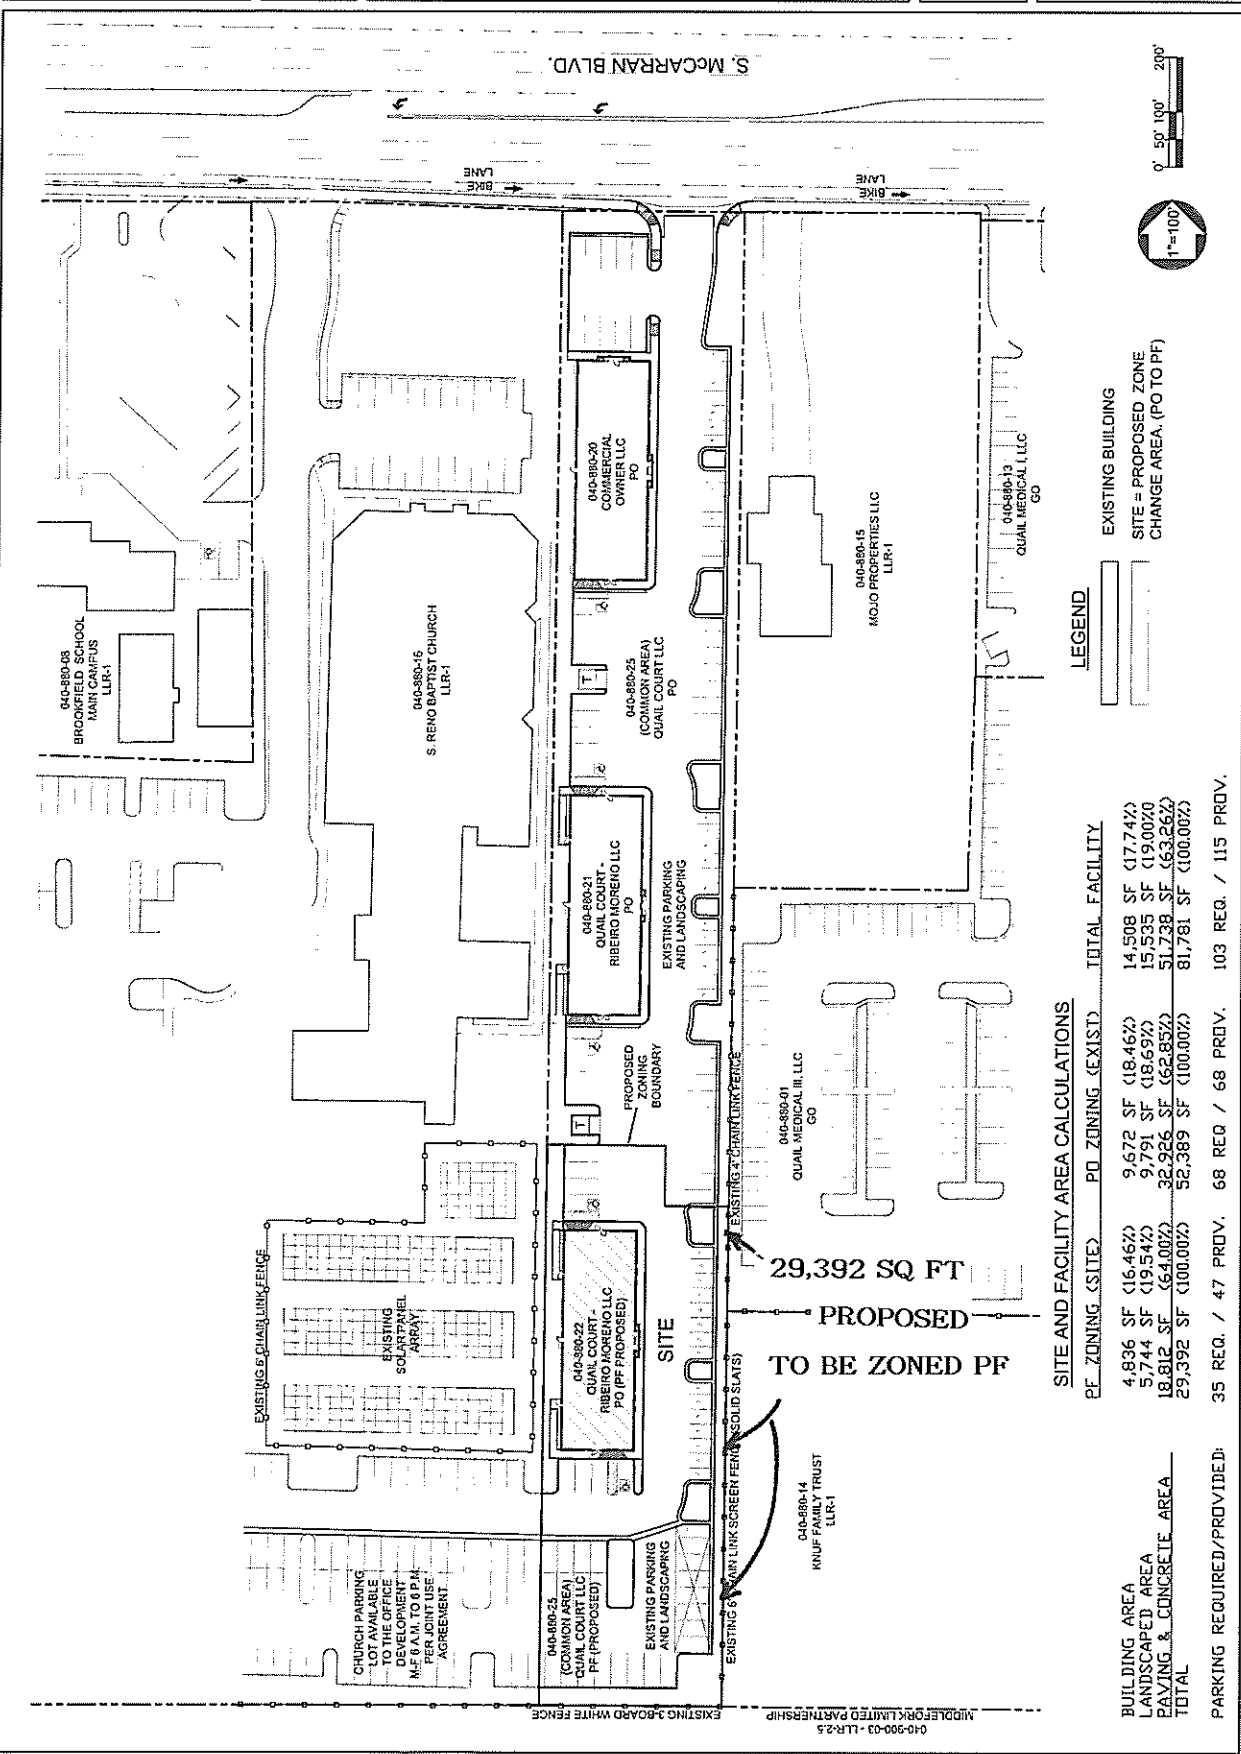 S. McCARRAN BLVD.
BIKE
LANE
BIKE
LANE
040-880-08
BROOKFIELD SCHOOL
MAIN CAMPUS
LLR-1
040-880-16
S. RENO BAPTIST CHURCH
LLR-1
040-880-20
COMMERCIAL
OWNER LLC
PO
040-880-25
(COMMON AREA)
QUAIL COURT LLC
PO
040-880-21
QUAIL COURT -
RIBEIRO MORENO LLC
PO
EXISTING PARKING
AND LANDSCAPING
T
T
PROPOSED
ZONING
BOUNDARY
040-880-15
MOJO PROPERTIES LLC
LLR-1
040-880-13
QUAIL MEDICAL I, LLC
GO
040-880-01
QUAIL MEDICAL III, LLC
GO
EXISTING 4' CHAIN LINK FENCE
EXISTING 6' CHAIN LINK FENCE
EXISTING
SOLAR PANEL
ARRAY
040-880-22
QUAIL COURT -
RIBEIRO MORENO LLC
PO (PF PROPOSED)
SITE
29,392 SQ FT
PROPOSED
TO BE ZONED PF
EXISTING 6' CHAIN LINK SCREEN FENCE (SOLID SLATS)
040-880-14
KNUF FAMILY TRUST
LLR-1
CHURCH PARKING
LOT AVAILABLE
TO THE OFFICE
DEVELOPMENT
M-F 6 A.M. TO 6 P.M.
PER JOINT USE
AGREEMENT
040-880-25
(COMMON AREA)
QUAIL COURT LLC
PF (PROPOSED)
EXISTING PARKING
AND LANDSCAPING
EXISTING 3-BOARD WHITE FENCE
040-900-03 - LLR-2.5
MIDDLEFORK LIMITED PARTNERSHIP
LEGEND
EXISTING BUILDING
SITE = PROPOSED ZONE
CHANGE AREA. (PO TO PF)
1"=100'
0' 50' 100' 200'
SITE AND FACILITY AREA CALCULATIONS
PF ZONING (SITE) PO ZONING (EXIST) TOTAL FACILITY
BUILDING AREA 4,836 SF (16.46%) 9,672 SF (18.46%) 14,508 SF (17.74%)
LANDSCAPED AREA 5,744 SF (19.54%) 9,791 SF (18.69%) 15,535 SF (19.00%0
PAVING & CONCRETE AREA 18,812 SF (64.00%) 32,926 SF (62.85%) 51,738 SF (63.26%)
TOTAL 29,392 SF (100.00%) 52,389 SF (100.00%) 81,781 SF (100.00%)
PARKING REQUIRED/PROVIDED: 35 REQ. / 47 PROV. 68 REQ / 68 PROV. 103 REQ. / 115 PROV.